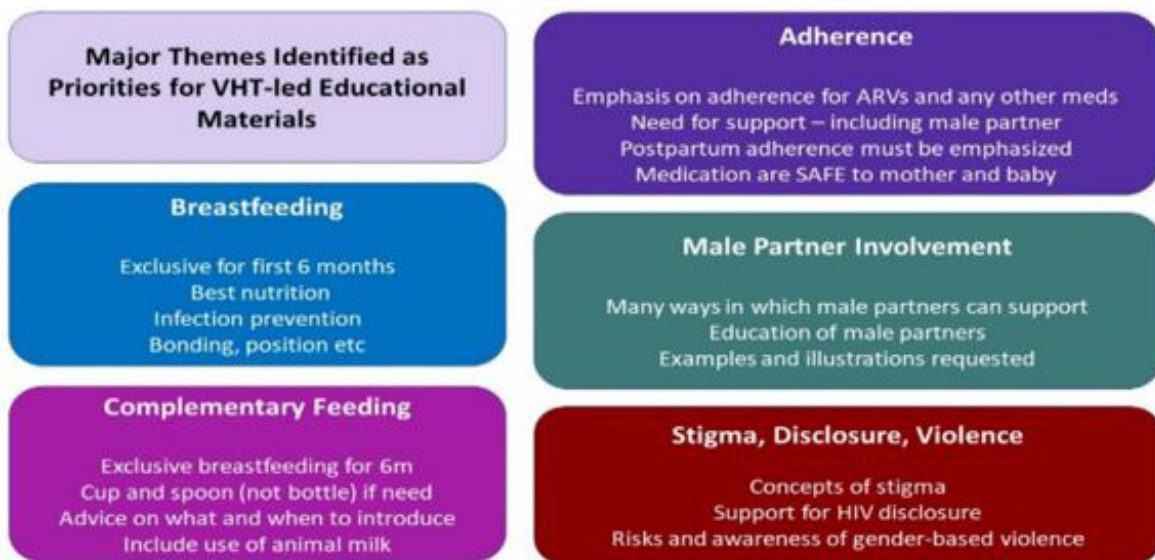 Major Themes Identified as
Priorities for VHT-led Educational
Materials
Breastfeeding
Exclusive for first 6 months
Best nutrition
Infection prevention
Bonding, position etc
Complementary Feeding
Exclusive breastfeeding for 6m
Cup and spoon (not bottle) if need
Advice on what and when to introduce
Include use of animal milk
Adherence
Emphasis on adherence for ARVs and any other meds
Need for support – including male partner
Postpartum adherence must be emphasized
Medication are SAFE to mother and baby
Male Partner Involvement
Many ways in which male partners can support
Education of male partners
Examples and illustrations requested
Stigma, Disclosure, Violence
Concepts of stigma
Support for HIV disclosure
Risks and awareness of gender-based violence